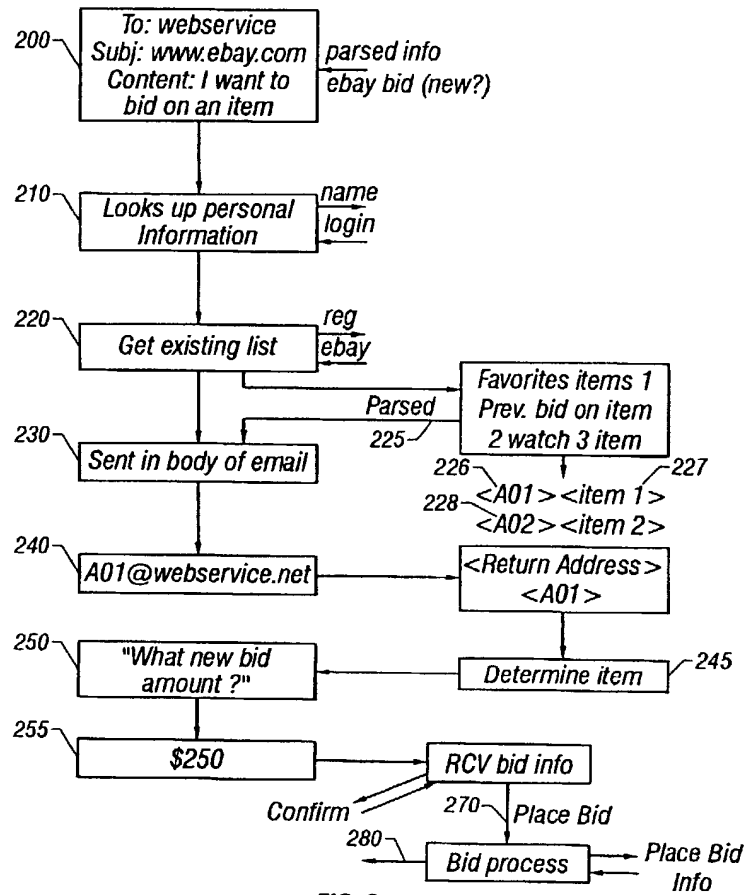 To: webservice
200
Subj: www.ebay.com
parsed info
Content: I want to
ebay bid (new?)
bid on an item
210
name
Looks up personal
login
Information
220
reg
Get existing list
ebay
Favorites items 1
Parsed
Prev. bid on item
225
2 watch 3 item
230
Sent in body of email
226
227
<A01><item 1>
228
<A02><item 2>
240
A01@webservice.net
<Return Address>
<A01>
250
"What new bid
amount ?"
245
Determine item
255
$250
RCV bid info
Confirm
270
Place Bid
280
Bid process
Place Bid
Info